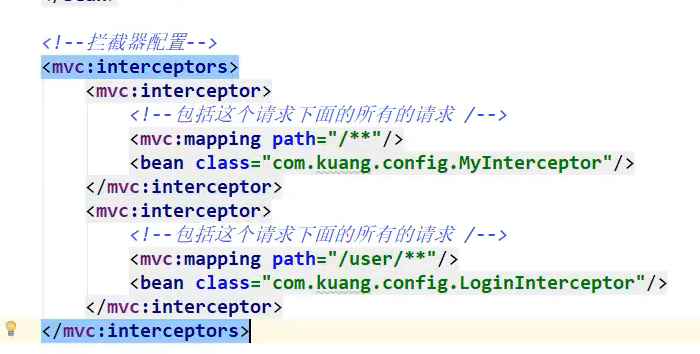 <!--拦截器配置-->
<mvc:interceptors>
<mvc:interceptor>
<!--包括这个请求下面的所有的请求 /-->
<mvc:mapping path="/**"/>
<bean class="com.kuang.config.MyInterceptor"/>
</mvc:interceptor>
<mvc:interceptor>
<!--包括这个请求下面的所有的请求 /-->
<mvc:mapping path="/user/**"/>
<bean class="com.kuang.config.LoginInterceptor"/>
</mvc:interceptor>
</mvc:interceptors>